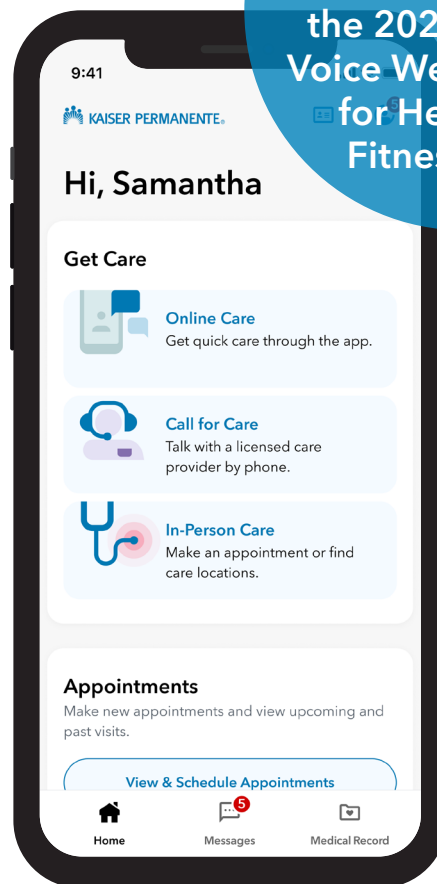 the 202
Voice We
for He
Fitnes
9:41
KAISER PERMANENTE®
5
Hi, Samantha
Get Care
Online Care
Get quick care through the app.
Call for Care
Talk with a licensed care
provider by phone.
In-Person Care
Make an appointment or find
care locations.
Appointments
Make new appointments and view upcoming and
past visits.
View & Schedule Appointments
5
Home
Messages
Medical Record